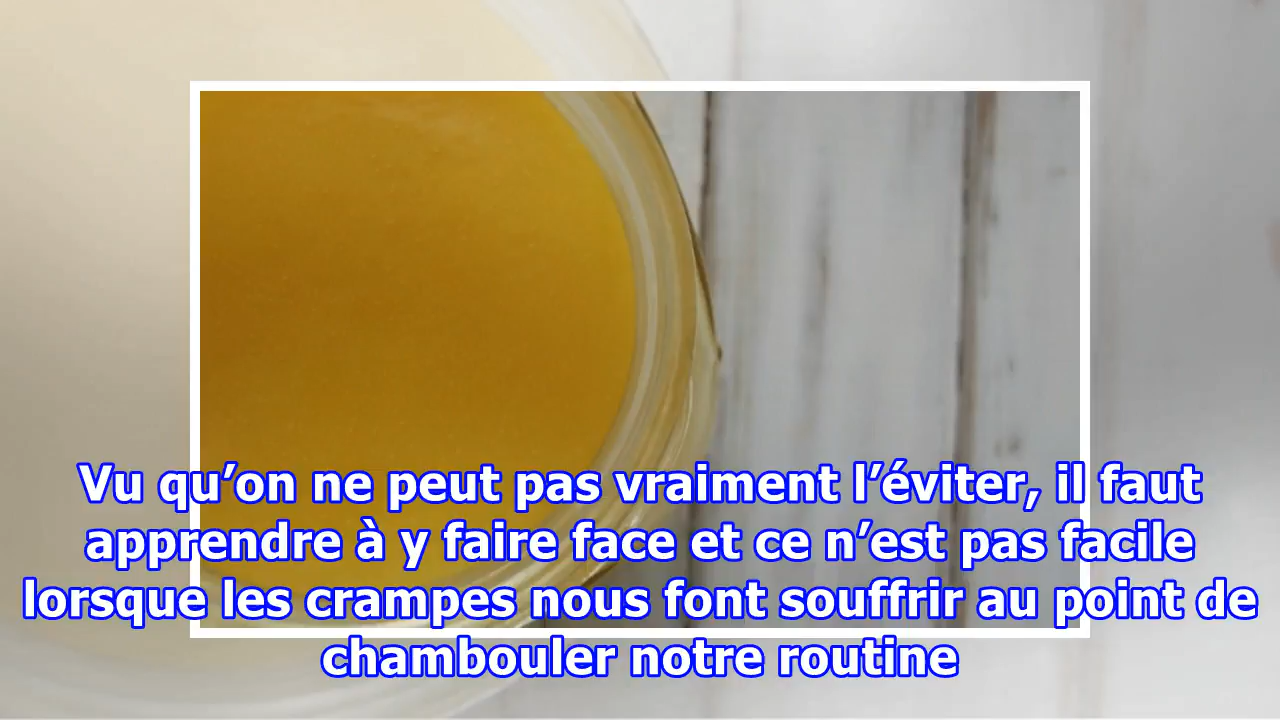 Vu qu’on ne peut pas vraiment l’éviter, il faut
apprendre à y faire face et ce n’est pas facile
lorsque les crampes nous font souffrir au point de
chambouler notre routine